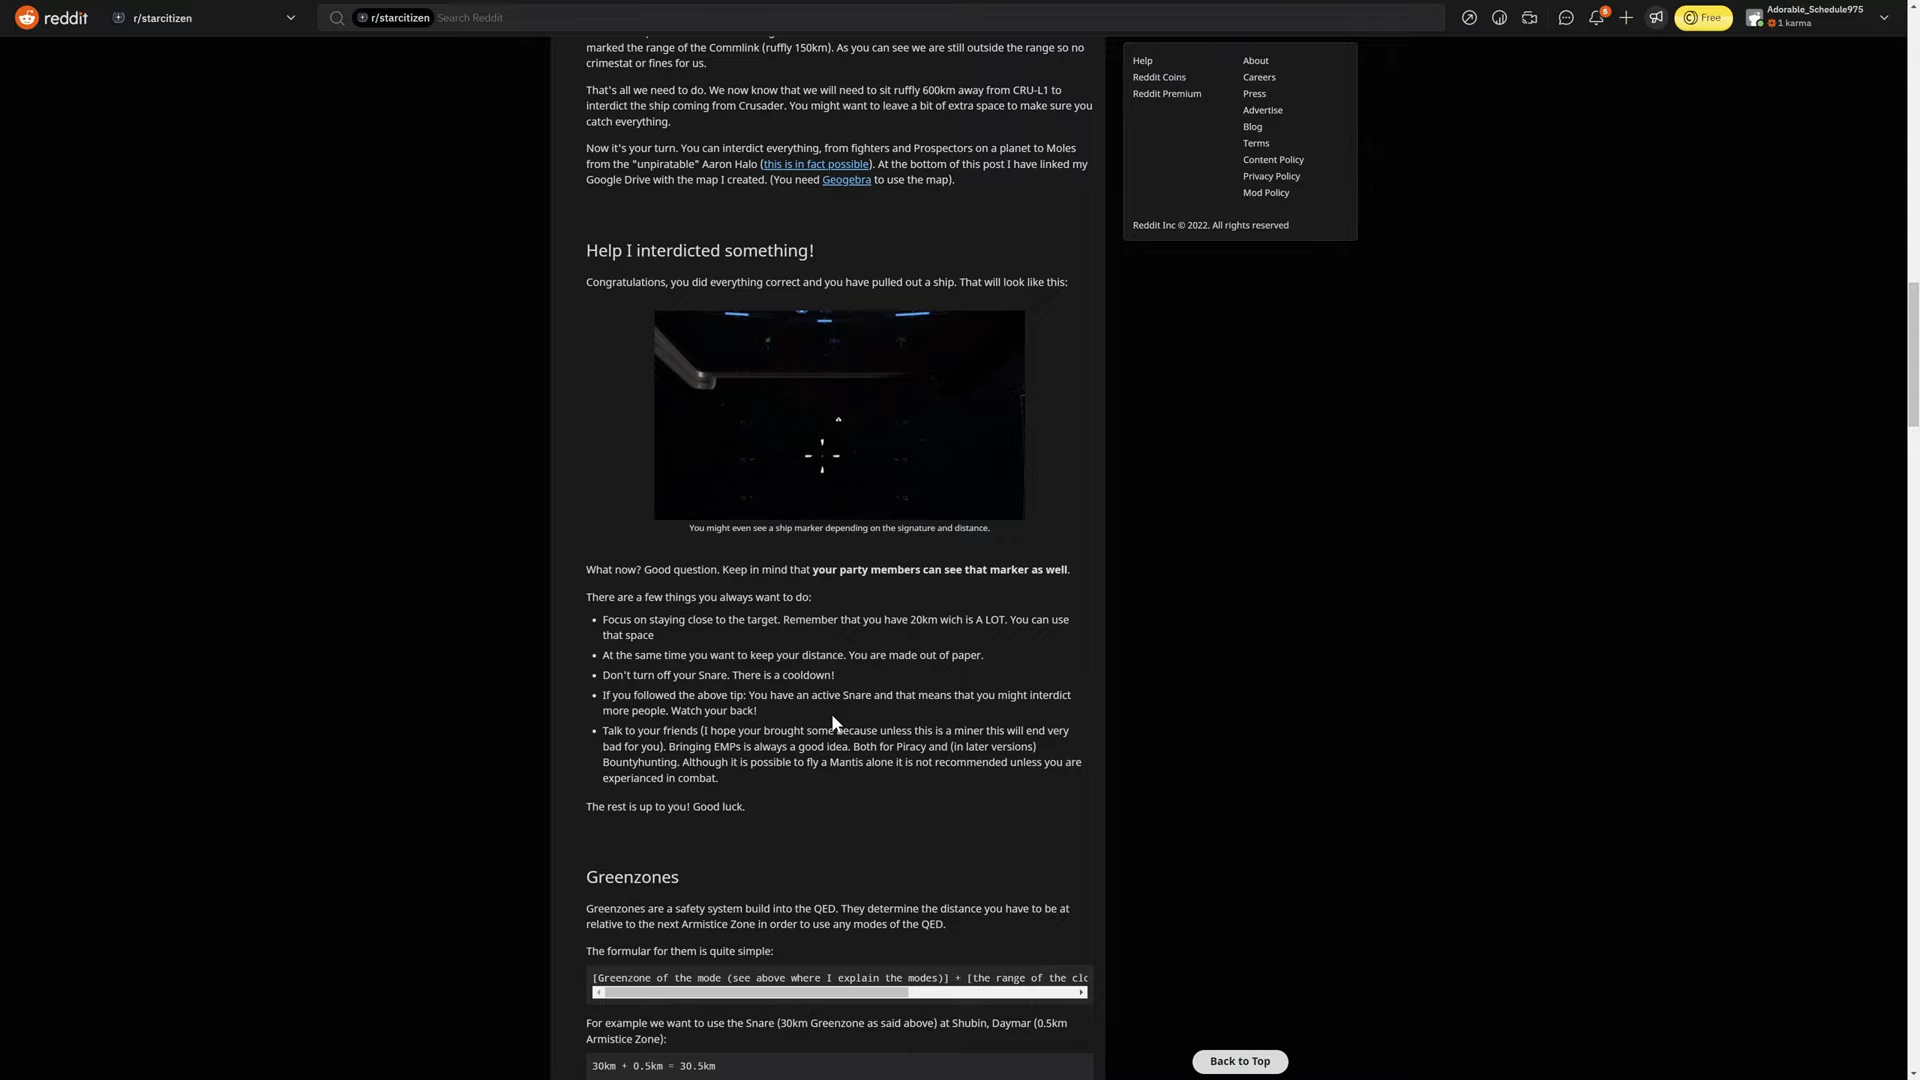 reddit
r/starcitizen
r/starcitizen
Search Reddit
5
Free
Adorable_Schedule975
1 karma
marked the range of the Commlink (ruffly 150km). As you can see we are still outside the range so no
crimestat or fines for us.
That's all we need to do. We now know that we will need to sit ruffly 600km away from CRU-L1 to
interdict the ship coming from Crusader. You might want to leave a bit of extra space to make sure you
catch everything.
Now it's your turn. You can interdict everything, from fighters and Prospectors on a planet to Moles
from the "unpiratable" Aaron Halo (this is in fact possible). At the bottom of this post I have linked my
Google Drive with the map I created. (You need Geogebra to use the map).
Help I interdicted something!
Congratulations, you did everything correct and you have pulled out a ship. That will look like this:
You might even see a ship marker depending on the signature and distance.
What now? Good question. Keep in mind that your party members can see that marker as well.
There are a few things you always want to do:
• Focus on staying close to the target. Remember that you have 20km wich is A LOT. You can use
that space
• At the same time you want to keep your distance. You are made out of paper.
• Don't turn off your Snare. There is a cooldown!
• If you followed the above tip: You have an active Snare and that means that you might interdict
more people. Watch your back!
• Talk to your friends (I hope your brought some because unless this is a miner this will end very
bad for you). Bringing EMPs is always a good idea. Both for Piracy and (in later versions)
Bountyhunting. Although it is possible to fly a Mantis alone it is not recommended unless you are
experianced in combat.
The rest is up to you! Good luck.
Greenzones
Greenzones are a safety system build into the QED. They determine the distance you have to be at
relative to the next Armistice Zone in order to use any modes of the QED.
The formular for them is quite simple:
[Greenzone of the mode (see above where I explain the modes)] + [the range of the clo
For example we want to use the Snare (30km Greenzone as said above) at Shubin, Daymar (0.5km
Armistice Zone):
30km + 0.5km = 30.5km
Help
About
Reddit Coins
Careers
Reddit Premium
Press
Advertise
Blog
Terms
Content Policy
Privacy Policy
Mod Policy
Reddit Inc © 2022. All rights reserved
Back to Top